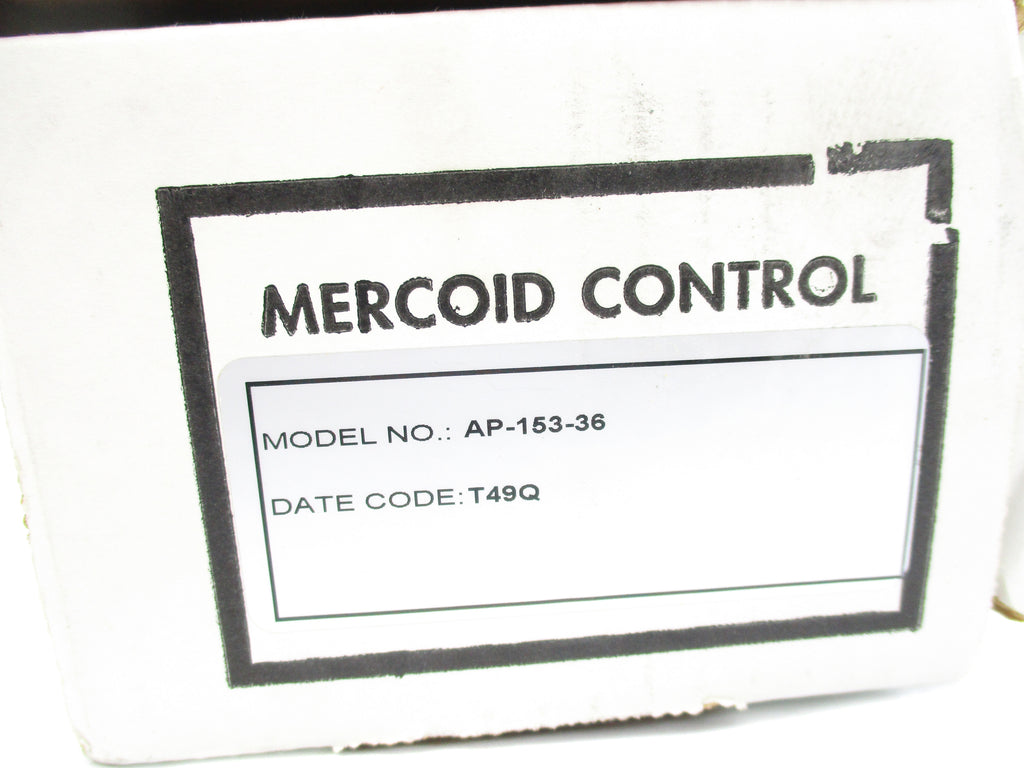 MERCOID CONTROL
MODEL NO.: AP-153-36
DATE CODE: T49Q